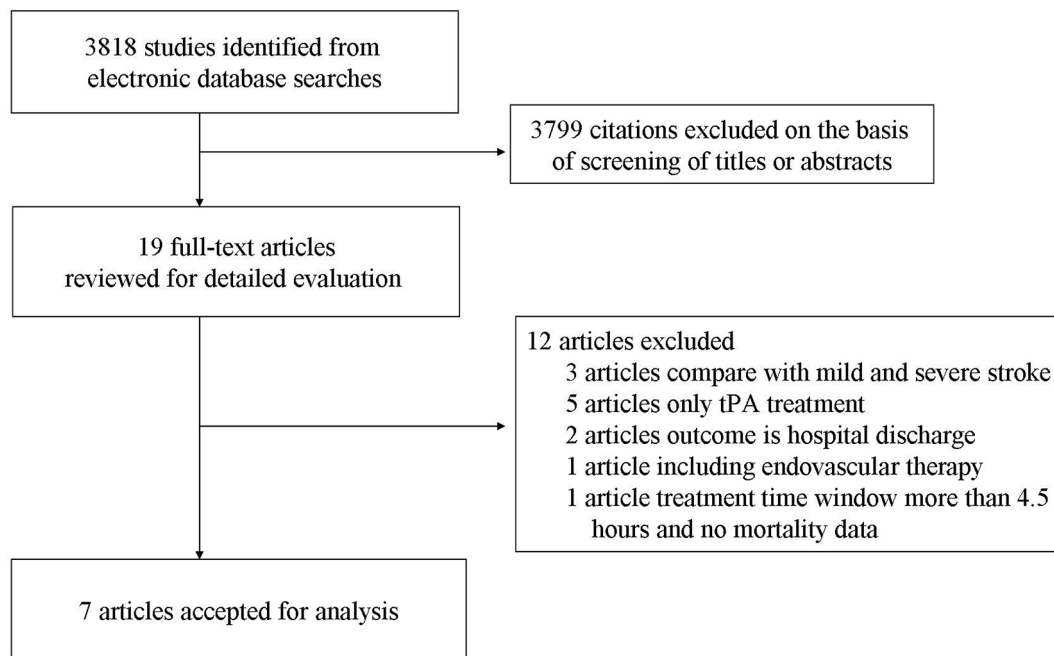 3818 studies identified from
electronic database searches
3799 citations excluded on the basis
of screening of titles or abstracts
19 full-text articles
reviewed for detailed evaluation
12 articles excluded
3 articles compare with mild and severe stroke
5 articles only tPA treatment
2 articles outcome is hospital discharge
1 article including endovascular therapy
1 article treatment time window more than 4.5
hours and no mortality data
7 articles accepted for analysis